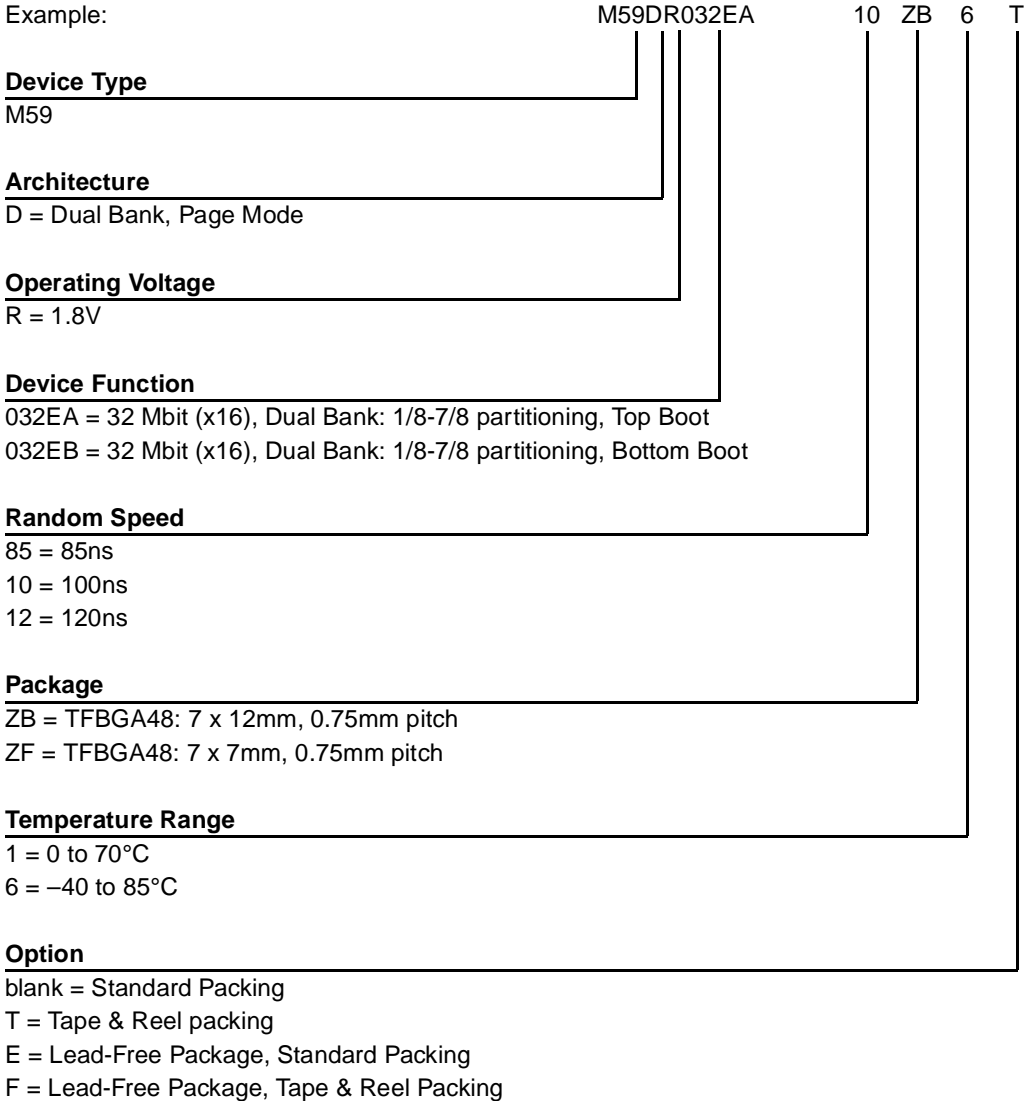 Example: M59DR032EA 10 ZB 6 T
Device Type
M59
Architecture
D = Dual Bank, Page Mode
Operating Voltage
R = 1.8V
Device Function
032EA = 32 Mbit (x16), Dual Bank: 1/8-7/8 partitioning, Top Boot
032EB = 32 Mbit (x16), Dual Bank: 1/8-7/8 partitioning, Bottom Boot
Random Speed
85 = 85ns
10 = 100ns
12 = 120ns
Package
ZB = TFBGA48: 7 x 12mm, 0.75mm pitch
ZF = TFBGA48: 7 x 7mm, 0.75mm pitch
Temperature Range
1 = 0 to 70°C
6 = –40 to 85°C
Option
blank = Standard Packing
T = Tape & Reel packing
E = Lead-Free Package, Standard Packing
F = Lead-Free Package, Tape & Reel Packing